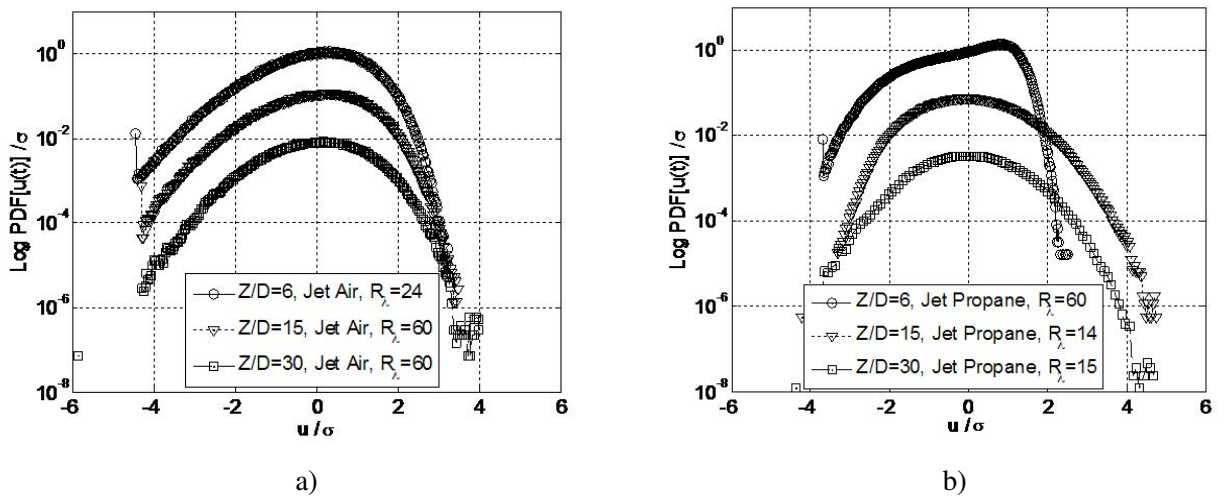 Log PDF[u(t)] /σ
10^0
10^-2
10^-4
10^-6
10^-8
Z/D=6, Jet Air, R_λ=24
Z/D=15, Jet Air, R_λ=60
Z/D=30, Jet Air, R_λ=60
-6 -4 -2 0 2 4 6
u /σ
a)
Log PDF[u(t)] /σ
10^0
10^-2
10^-4
10^-6
10^-8
Z/D=6, Jet Propane, R_λ=60
Z/D=15, Jet Propane, R_λ=14
Z/D=30, Jet Propane, R_λ=15
-6 -4 -2 0 2 4 6
u /σ
b)